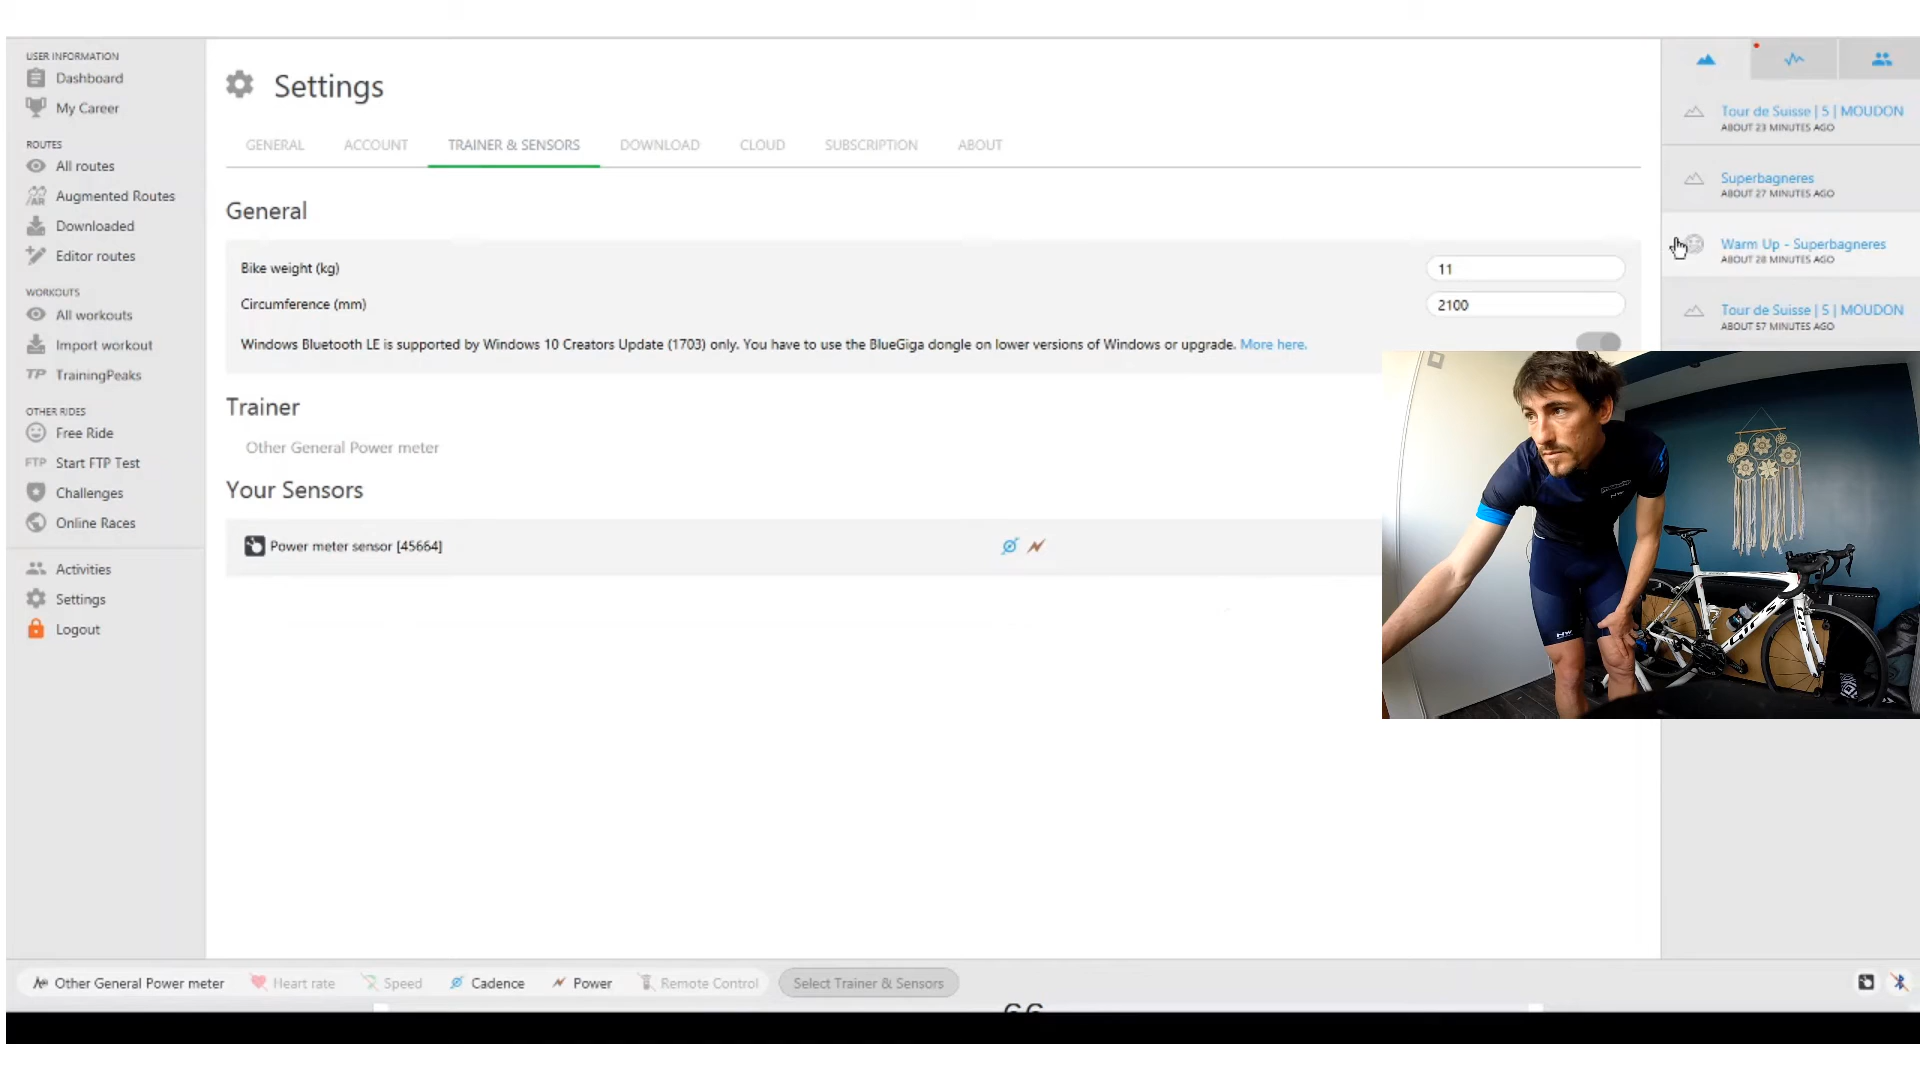 USER INFORMATION
Dashboard
My Career
ROUTES
All routes
AR Augmented Routes
Downloaded
Editor routes
WORKOUTS
All workouts
Import workout
TP TrainingPeaks
OTHER RIDES
Free Ride
FTP Start FTP Test
Challenges
Online Races
Activities
Settings
Logout
Settings
GENERAL ACCOUNT TRAINER & SENSORS DOWNLOAD CLOUD SUBSCRIPTION ABOUT
General
Bike weight (kg) 11
Circumference (mm) 2100
Windows Bluetooth LE is supported by Windows 10 Creators Update (1703) only. You have to use the BlueGiga dongle on lower versions of Windows or upgrade. More here.
Trainer
Other General Power meter
Your Sensors
Power meter sensor [45664]
Tour de Suisse | 5 | MOUDON
ABOUT 23 MINUTES AGO
Superbagneres
ABOUT 27 MINUTES AGO
Warm Up - Superbagneres
ABOUT 28 MINUTES AGO
Tour de Suisse | 5 | MOUDON
ABOUT 57 MINUTES AGO
Other General Power meter Heart rate Speed Cadence Power Remote Control Select Trainer & Sensors